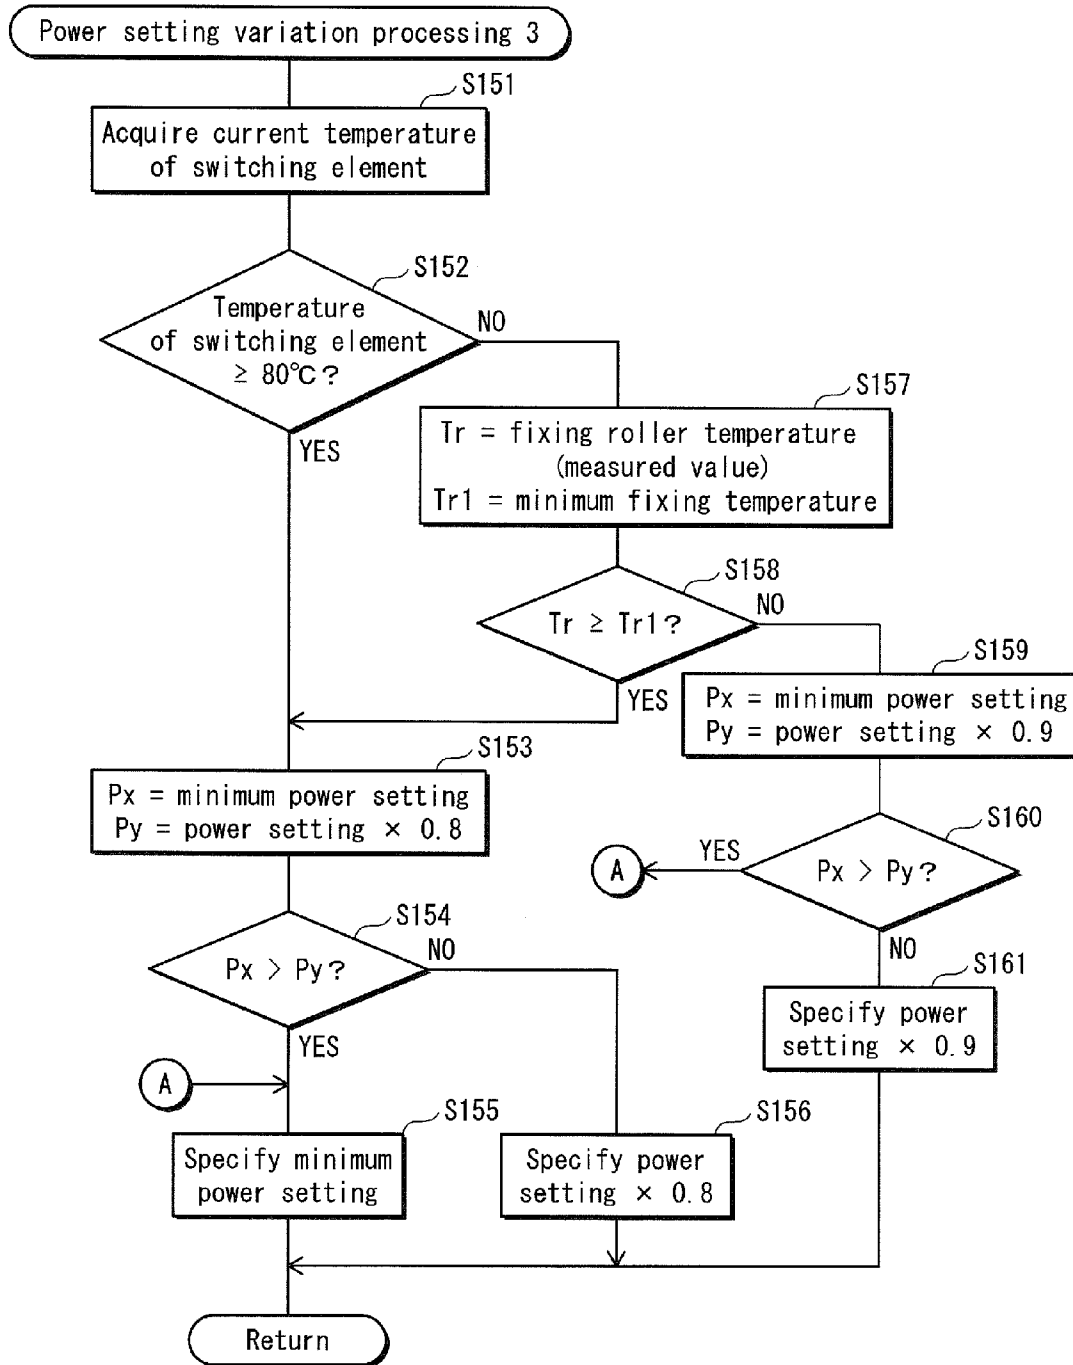 Power setting variation processing 3
S151
Acquire current temperature
of switching element
S152
Temperature
of switching element
≧ 80℃?
NO
YES
S157
Tr = fixing roller temperature
(measured value)
Tr1 = minimum fixing temperature
S158
Tr ≧ Tr1?
NO
YES
S159
Px = minimum power setting
Py = power setting × 0.9
S153
Px = minimum power setting
Py = power setting × 0.8
S160
Px > Py?
YES
A
NO
S154
Px > Py?
NO
YES
S161
Specify power
setting × 0.9
A
S155
Specify minimum
power setting
S156
Specify power
setting × 0.8
Return